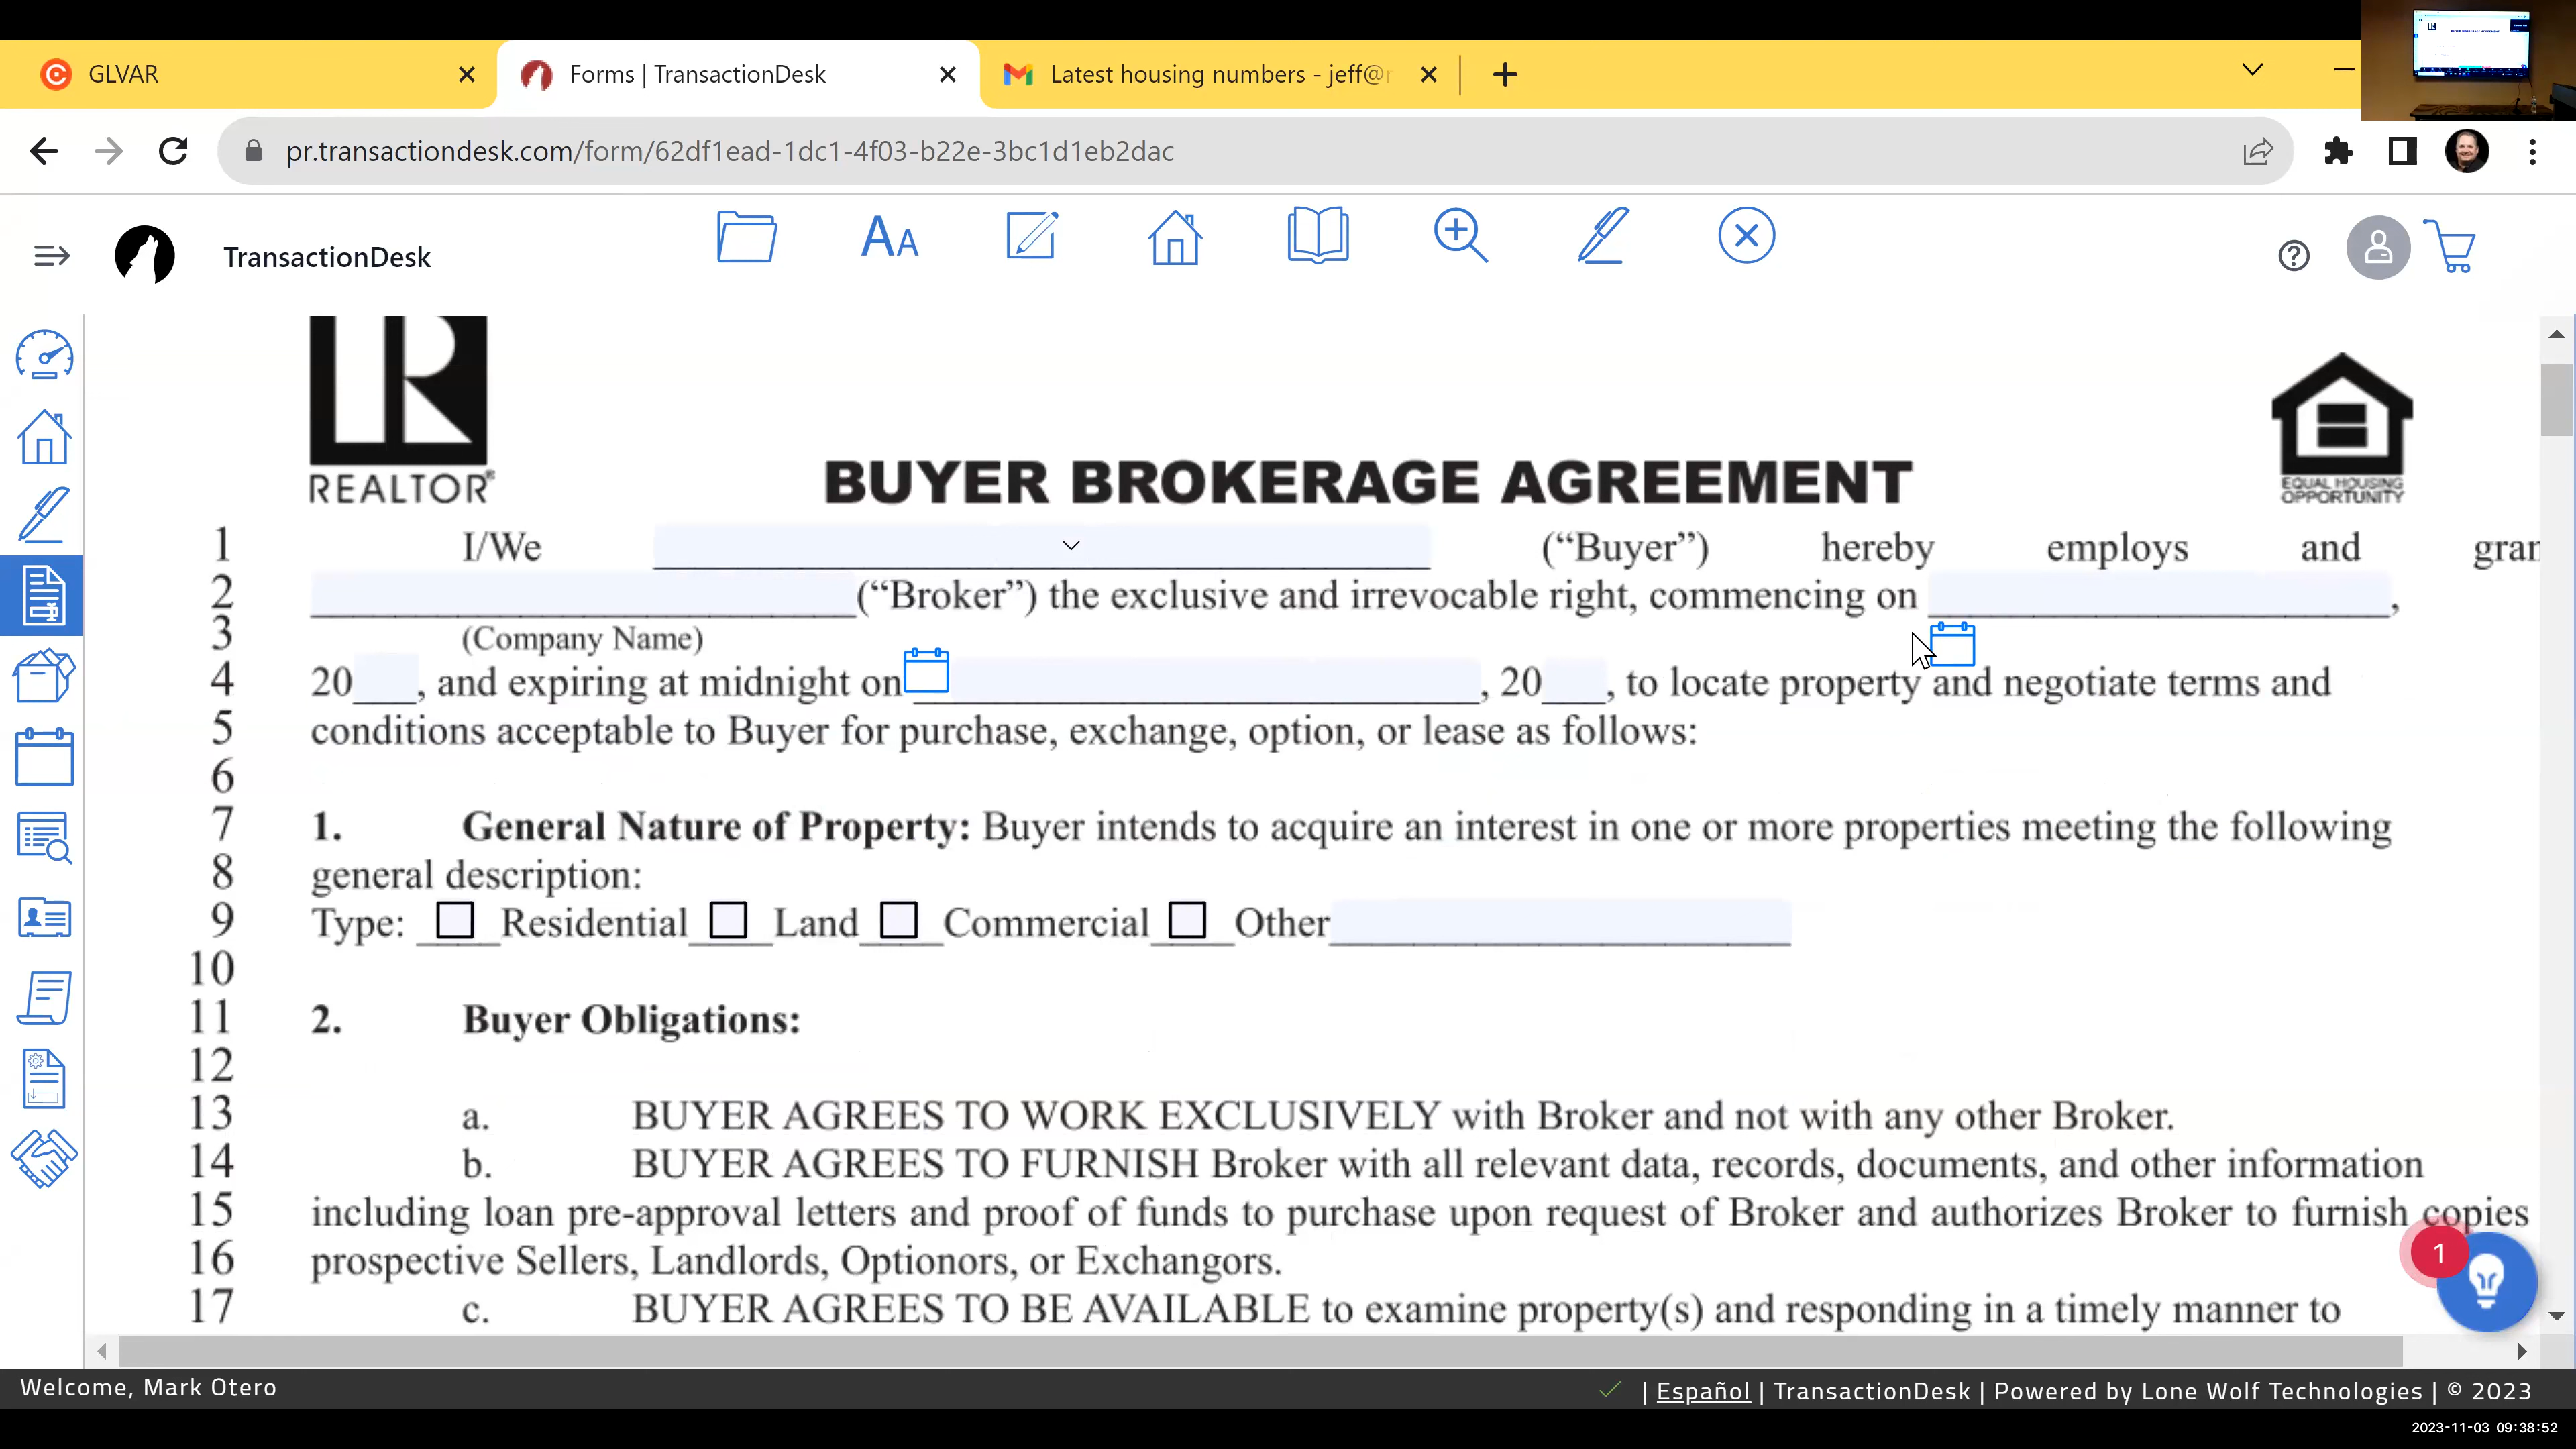 GLVAR
Forms | TransactionDesk
Latest housing numbers - jeff@r
pr.transactiondesk.com/form/62df1ead-1dc1-4f03-b22e-3bc1d1eb2dac
TransactionDesk
REALTOR®
BUYER BROKERAGE AGREEMENT
EQUAL HOUSING
OPPORTUNITY
1 I/We (“Buyer”) hereby employs and gran
2 (“Broker”) the exclusive and irrevocable right, commencing on ,
3 (Company Name)
4 20 , and expiring at midnight on , 20 , to locate property and negotiate terms and
5 conditions acceptable to Buyer for purchase, exchange, option, or lease as follows:
6
7 1. General Nature of Property: Buyer intends to acquire an interest in one or more properties meeting the following
8 general description:
9 Type: Residential Land Commercial Other
10
11 2. Buyer Obligations:
12
13 a. BUYER AGREES TO WORK EXCLUSIVELY with Broker and not with any other Broker.
14 b. BUYER AGREES TO FURNISH Broker with all relevant data, records, documents, and other information
15 including loan pre-approval letters and proof of funds to purchase upon request of Broker and authorizes Broker to furnish copies
16 prospective Sellers, Landlords, Optionors, or Exchangors.
17 c. BUYER AGREES TO BE AVAILABLE to examine property(s) and responding in a timely manner to
1
Welcome, Mark Otero
| Español | TransactionDesk | Powered by Lone Wolf Technologies | © 2023
2023-11-03 09:38:52